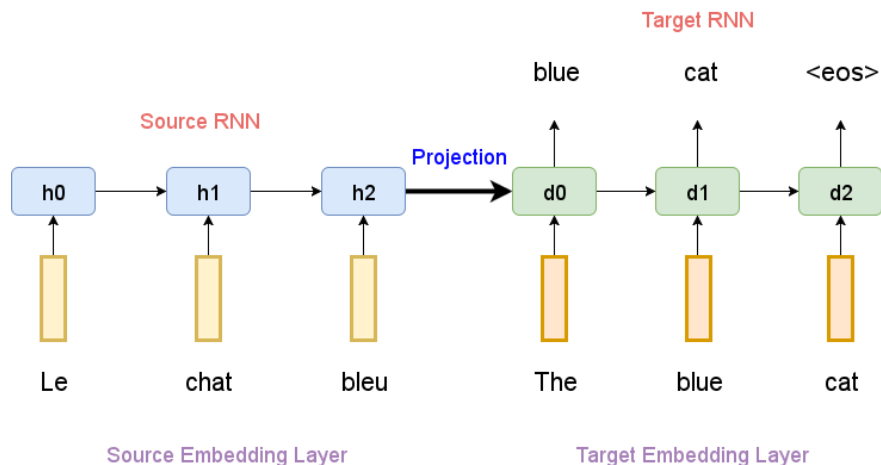 Target RNN
blue cat <eos>
Source RNN
Projection
h0 h1 h2 d0 d1 d2
Le chat bleu The blue cat
Source Embedding Layer Target Embedding Layer